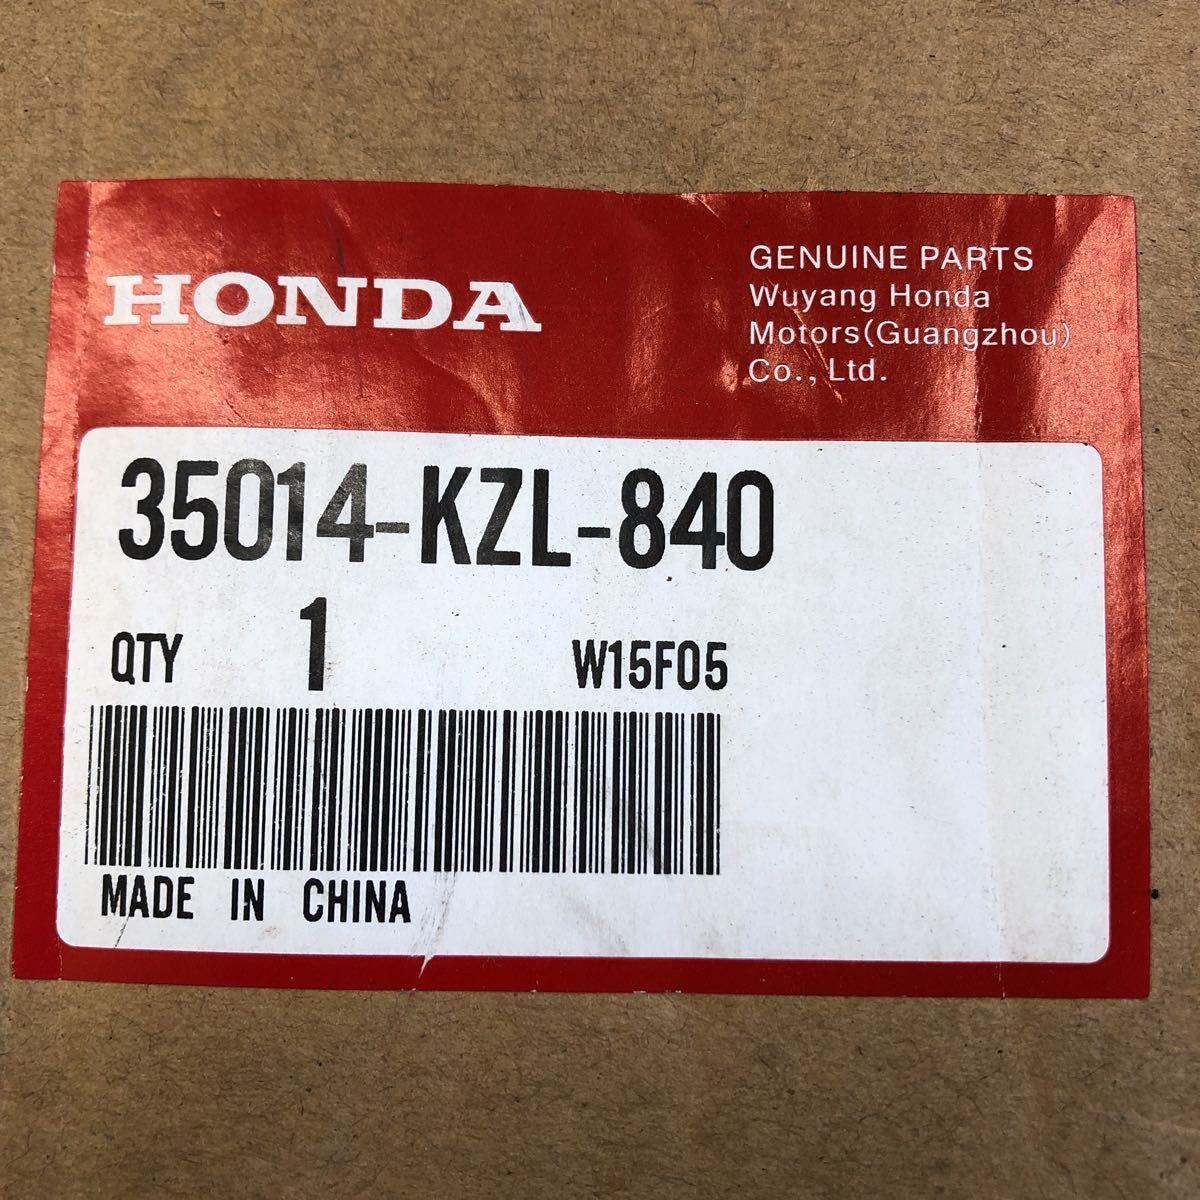 HONDA
GENUINE PARTS
Wuyang Honda
Motors(Guangzhou)
Co., Ltd.
35014-KZL-840
QTY 1 W15F05
MADE IN CHINA